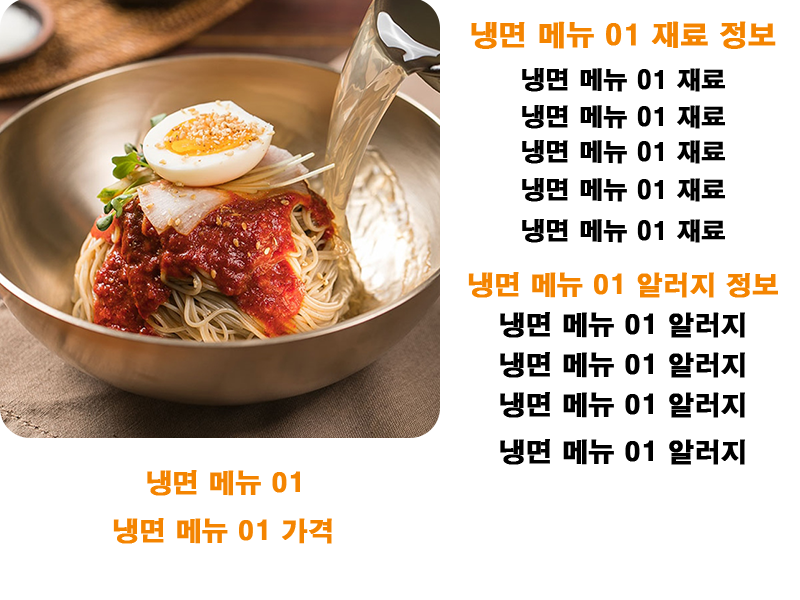 냉면 메뉴 01 재료 정보
냉면 메뉴 01 재료
냉면 메뉴 01 재료
냉면 메뉴 01 재료
냉면 메뉴 01 재료
냉면 메뉴 01 재료
냉면 메뉴 01 알러지 정보
냉면 메뉴 01 알러지
냉면 메뉴 01 알러지
냉면 메뉴 01 알러지
냉면 메뉴 01 알러지
냉면 메뉴 01
냉면 메뉴 01 가격